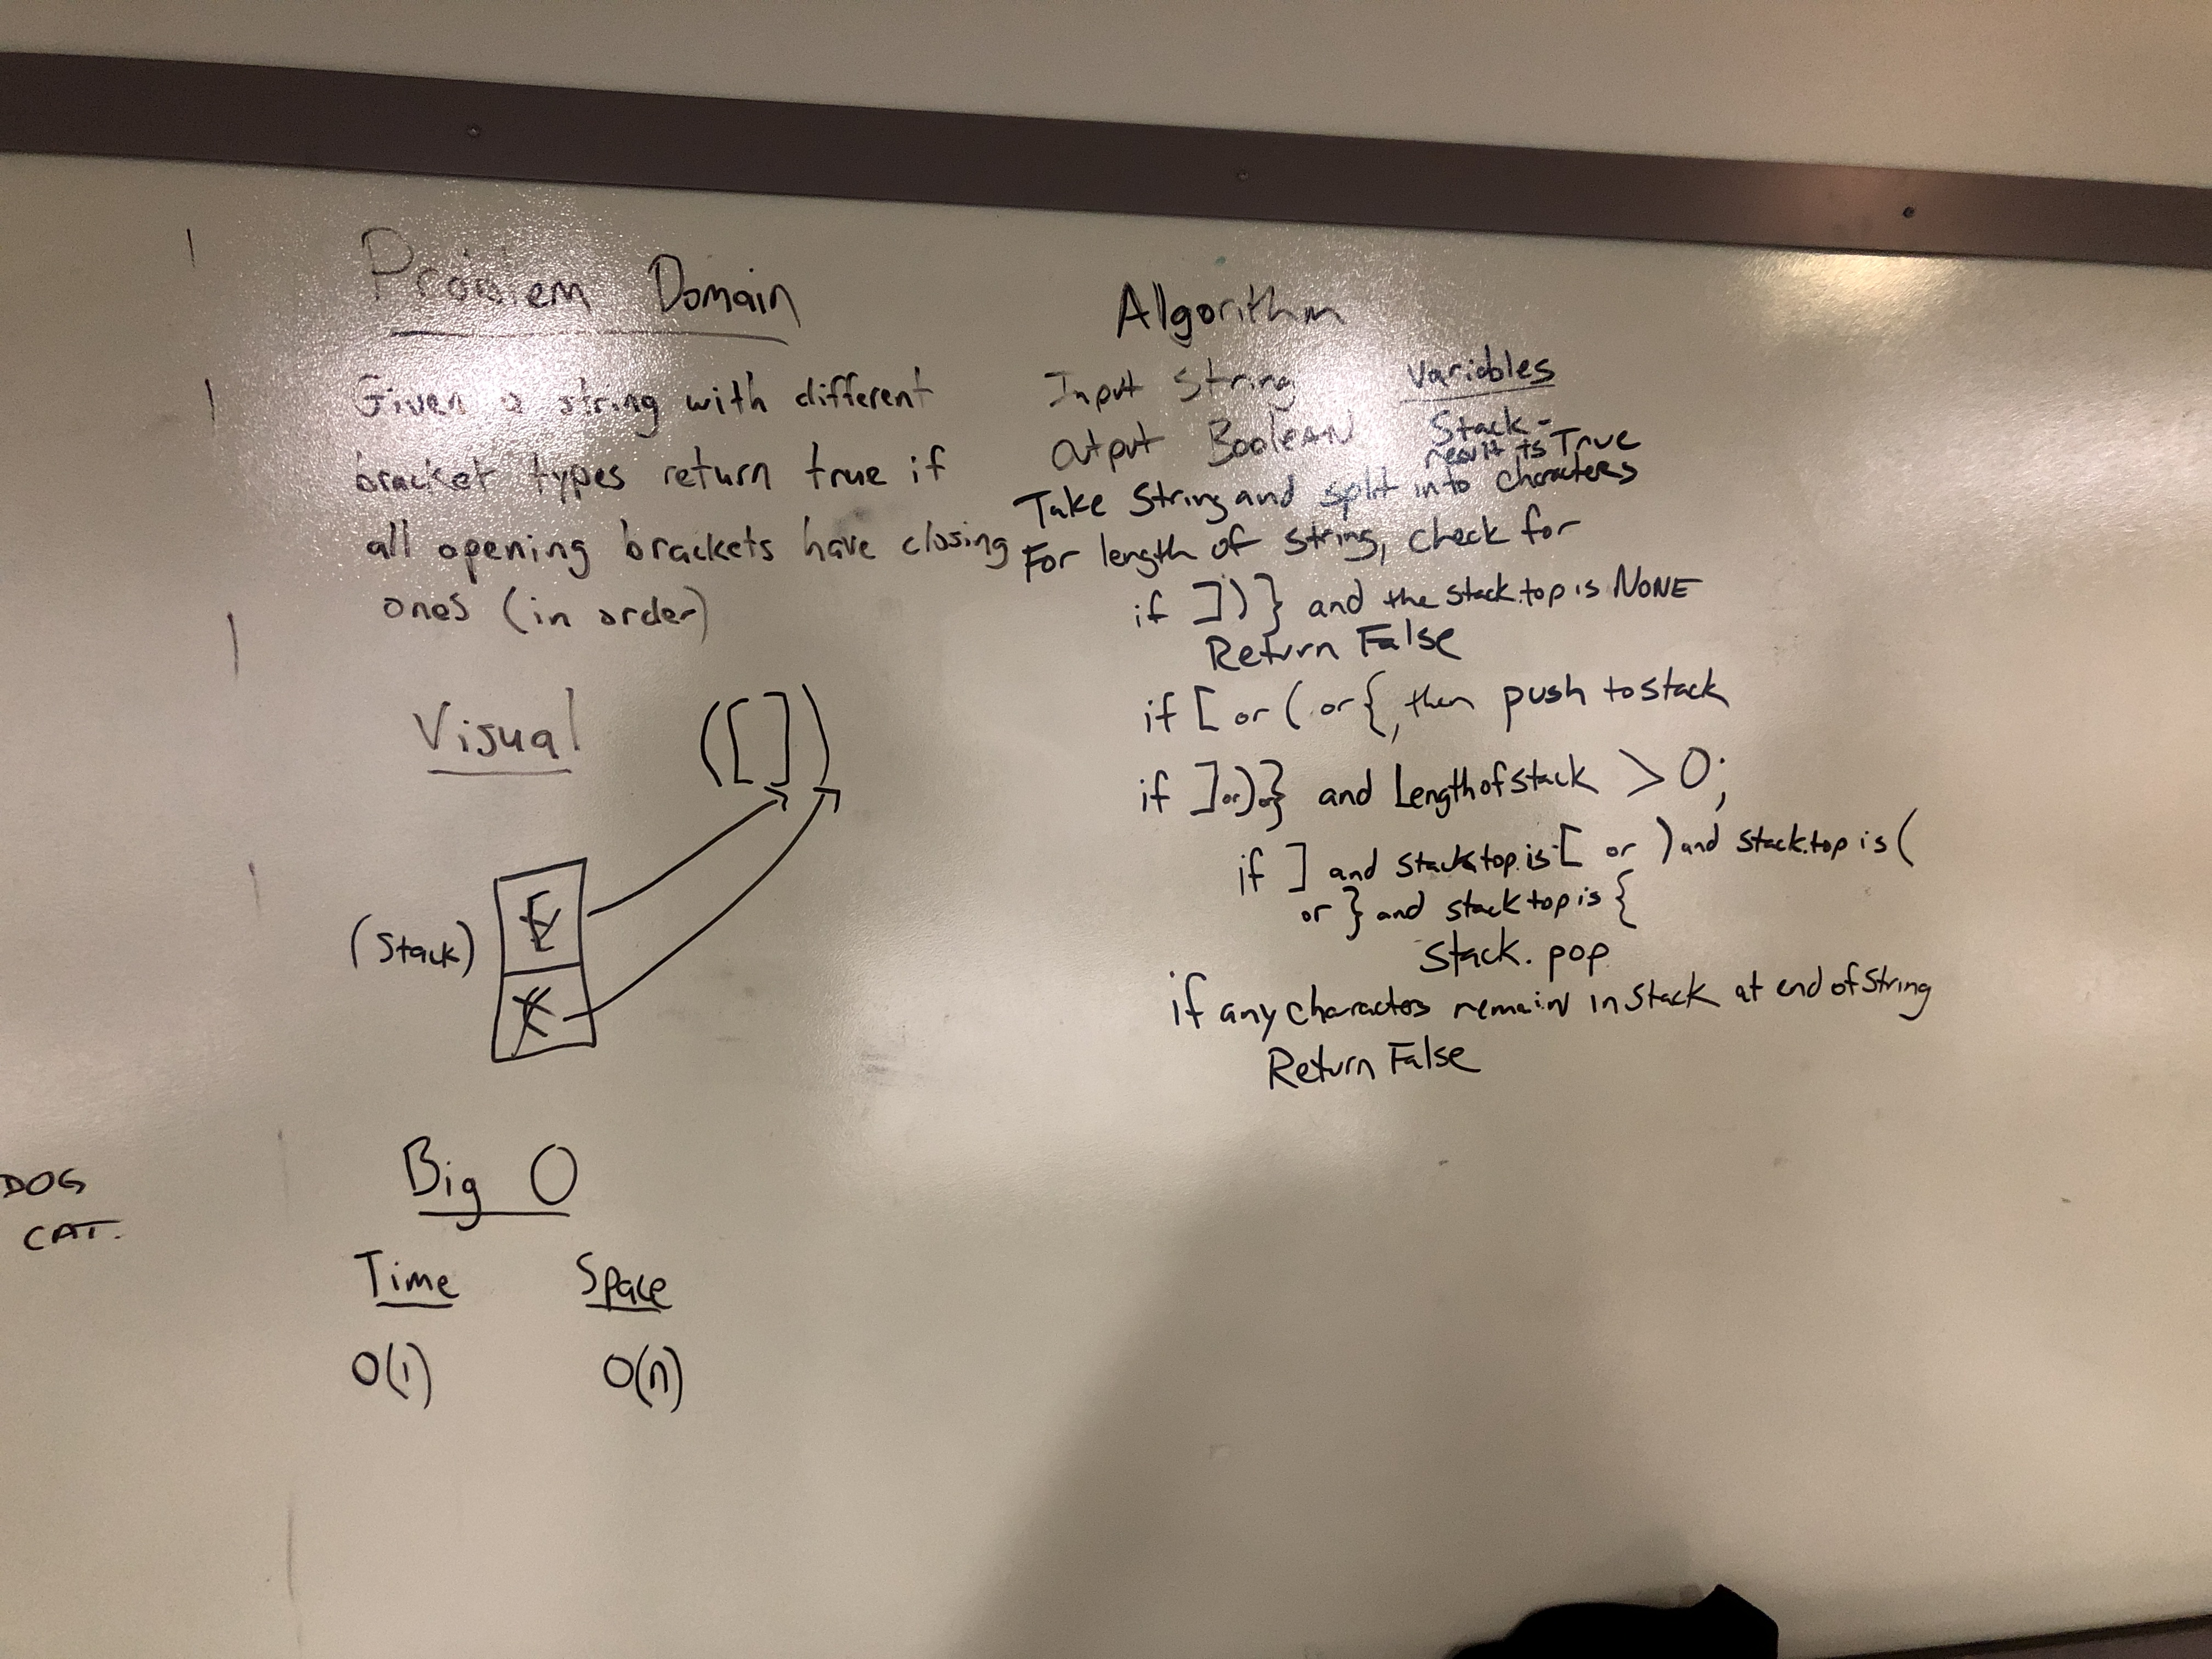 Problem Domain
Given a string with different
bracket types return true if
all opening brackets have closing
ones (in order)
Visual
([])
(Stack)
[
(
Big O
Time Space
O(1) O(n)
DOG
CAT.
Algorithm
Input String
Output Boolean
Variables
Stack -
result is True
Take String and split into characters
For length of string, check for
if ])} and the stack.top is NONE
Return False
if [ or ( or {, then push to stack
if ] or ) or } and Length of stack > 0;
if ] and stack.top is [ or ) and stack.top is (
or } and stack top is {
Stack. pop
if any characters remain in Stack at end of String
Return False